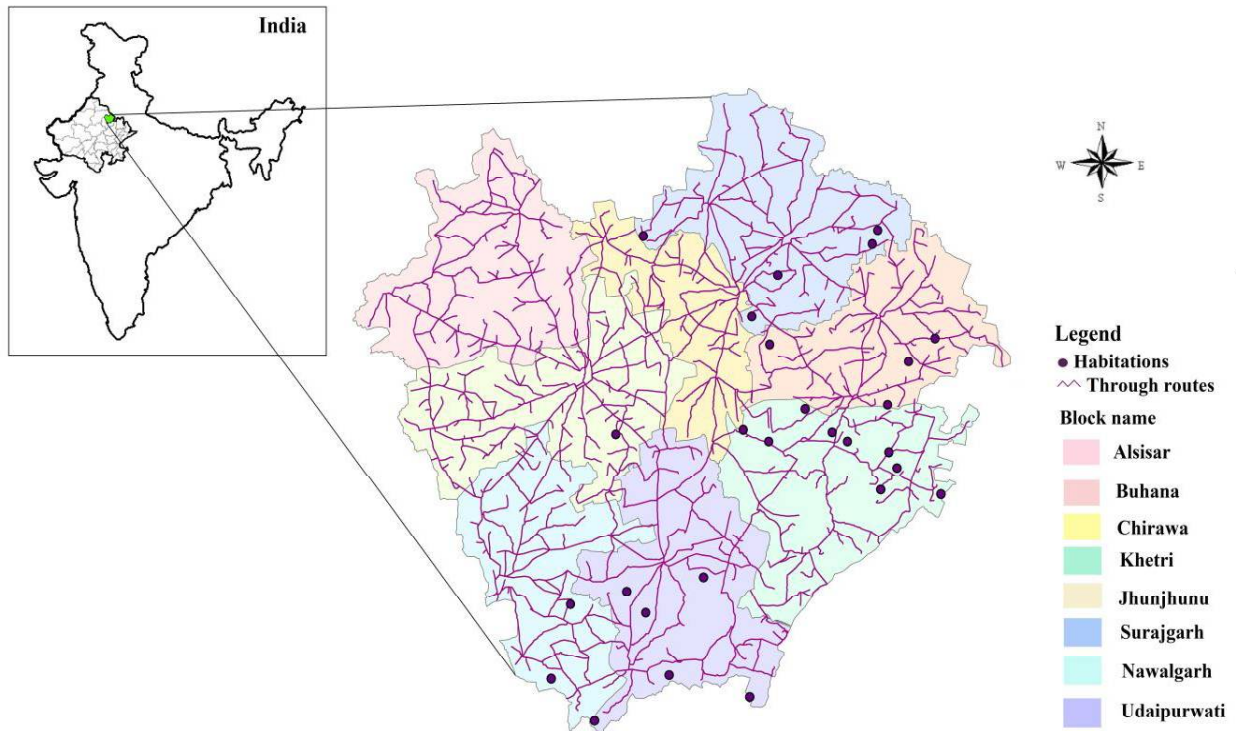 India
N
W E
S
Legend
Habitations
Through routes
Block name
Alsisar
Buhana
Chirawa
Khetri
Jhunjhunu
Surajgarh
Nawalgarh
Udaipurwati